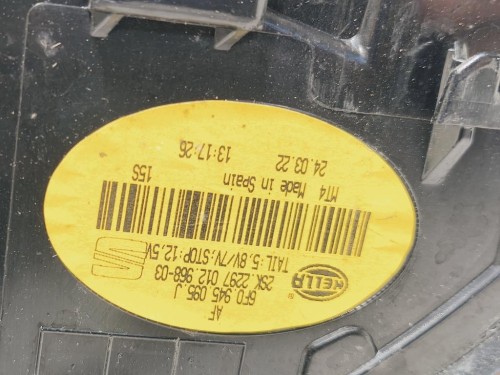 AF
6F0 945 095 J
2SK 2297 012 968-03
TAIL:5.8V/7V;STOP:12.5V
HELLA
MT4 Made in Spain 15S
24.03.22 13:17:26